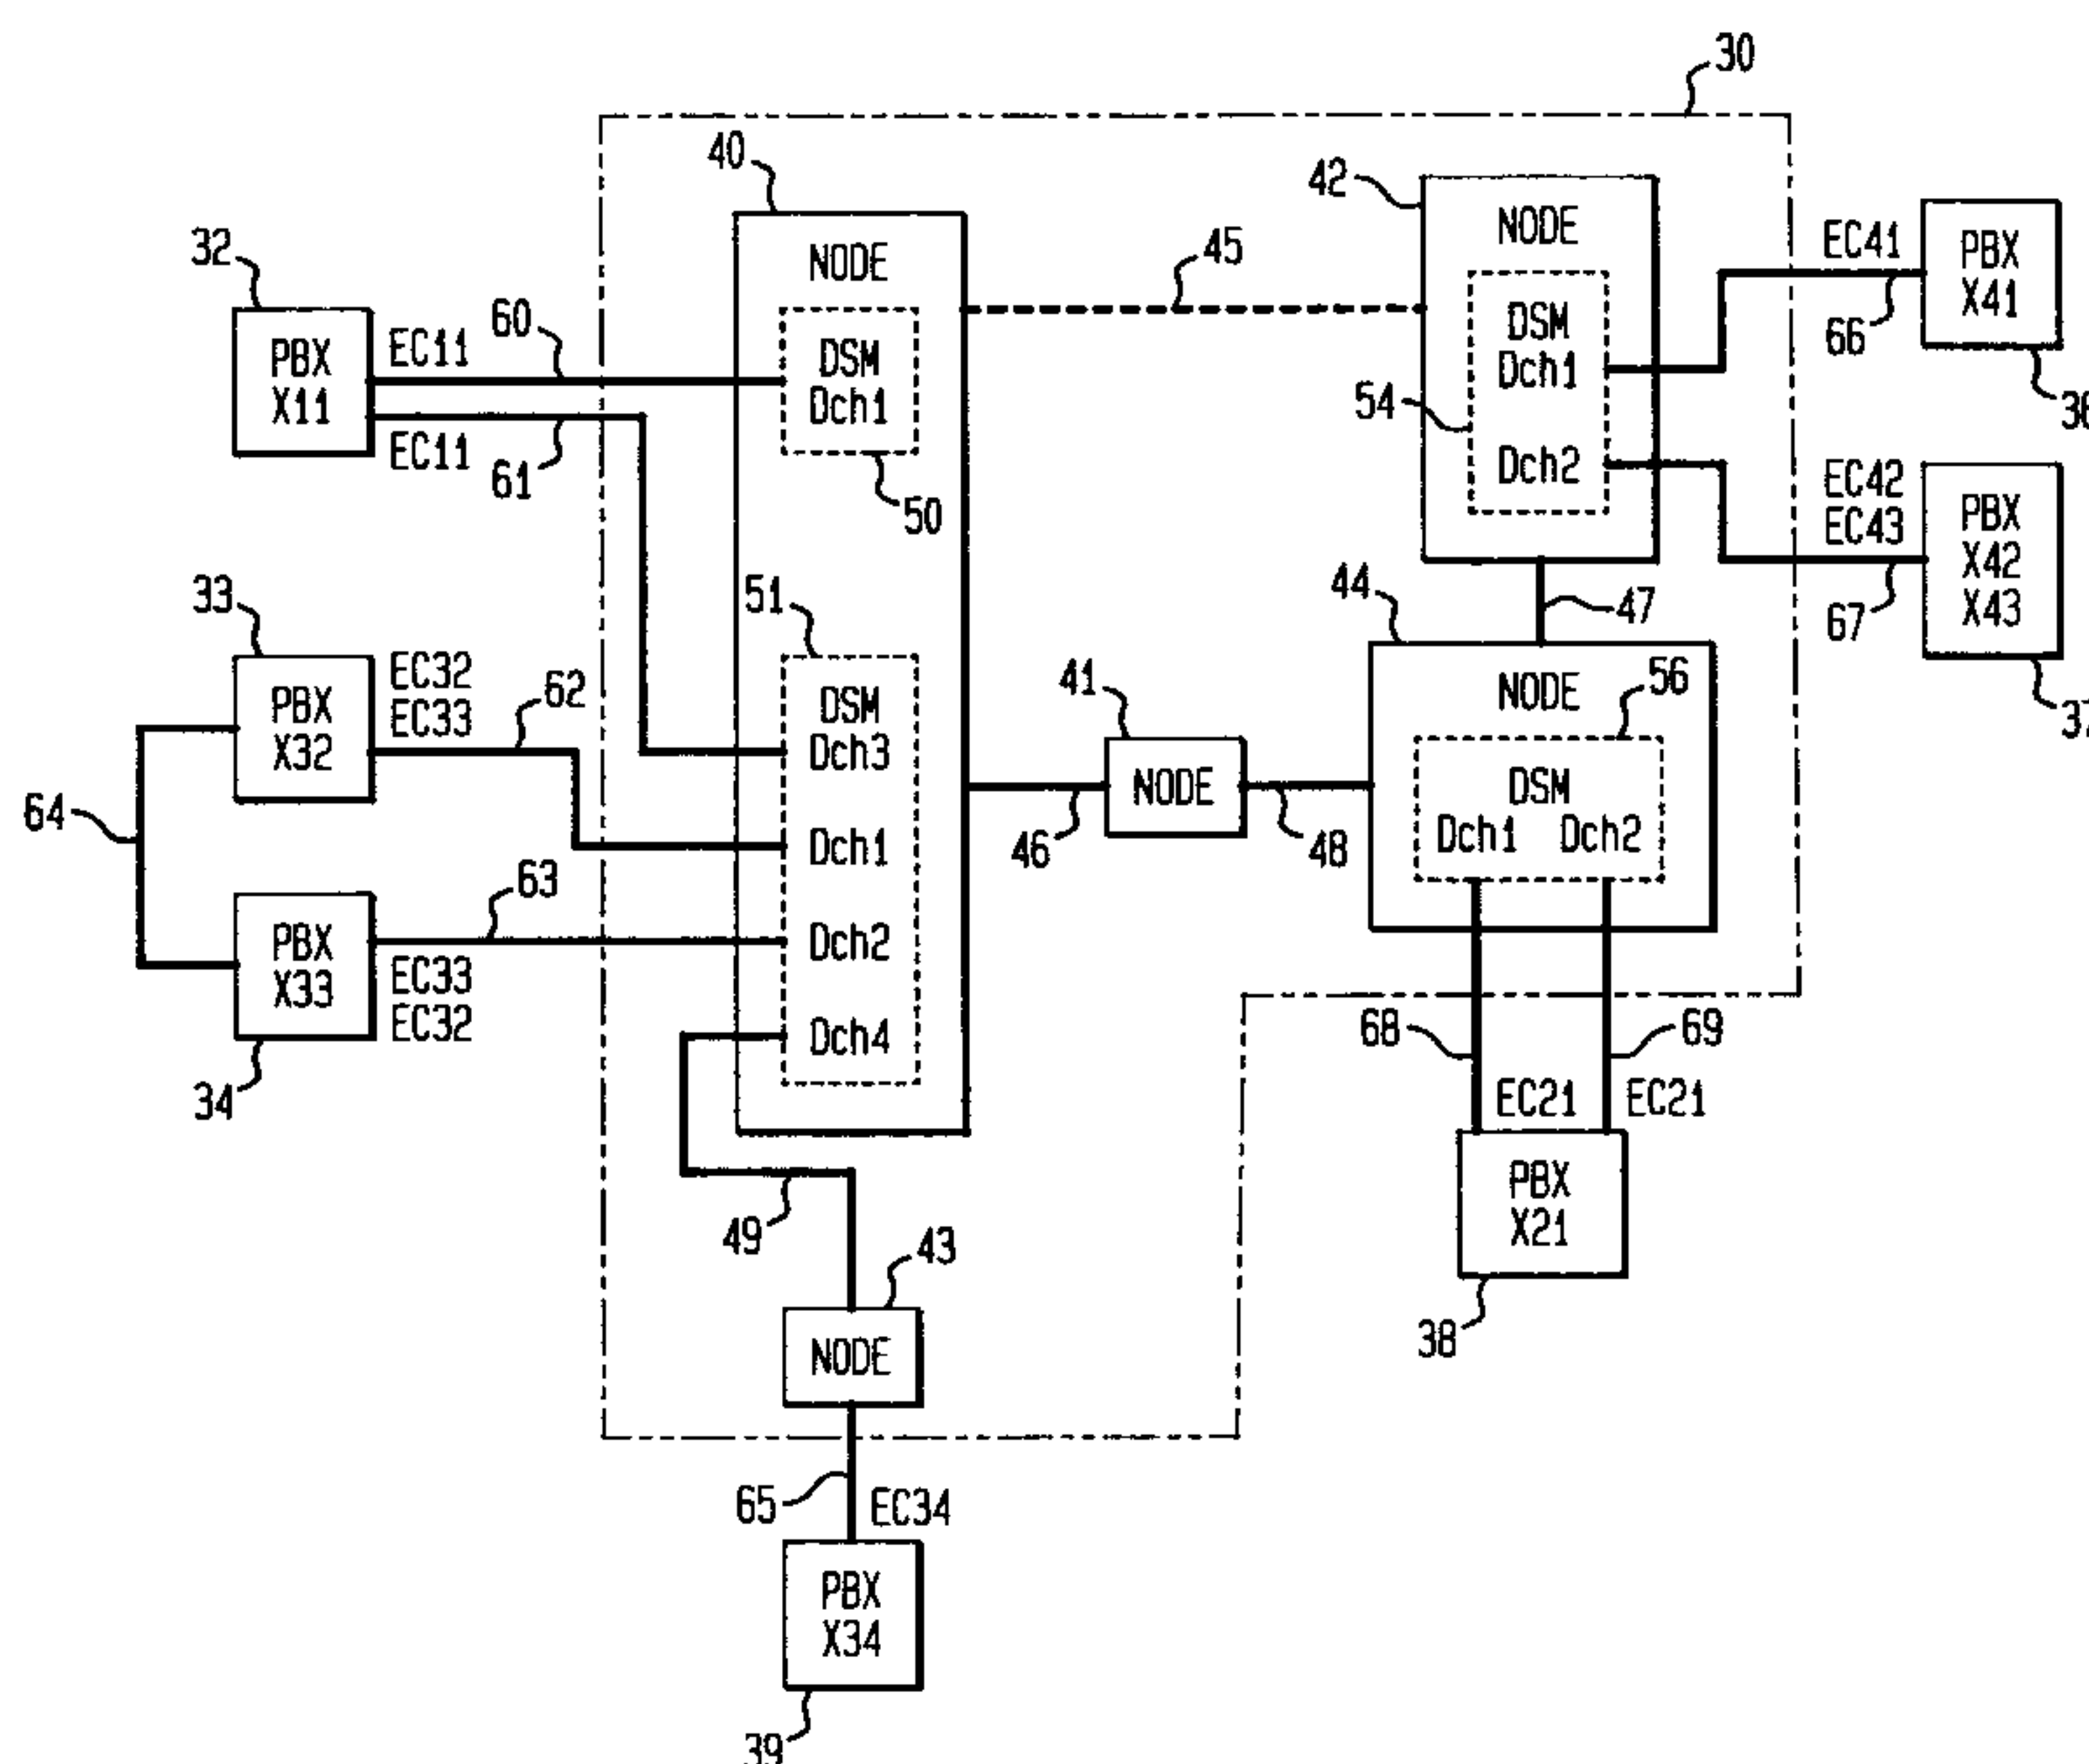 30
40
NODE
DSM
Dch1
50
51
DSM
Dch3
Dch1
Dch2
Dch4
32
PBX
X11
EC11
60
EC11
61
33
PBX
X32
EC32
EC33
62
64
PBX
X33
63
EC33
EC32
34
45
42
NODE
DSM
Dch1
Dch2
54
EC41
66
PBX
X41
EC42
EC43
67
PBX
X42
X43
47
44
NODE
56
DSM
Dch1 Dch2
41
NODE
46
48
68
69
EC21
EC21
PBX
X21
38
49
43
NODE
65
EC34
PBX
X34
39